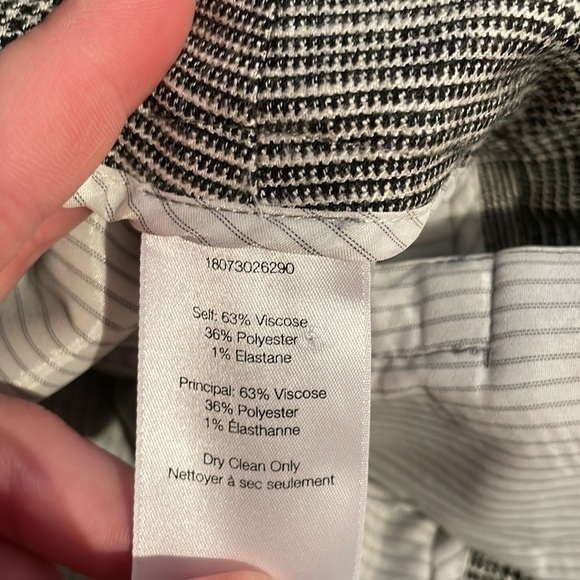 18073026290
Self: 63% Viscose
36% Polyester
1% Elastane
Principal: 63% Viscose
36% Polyester
1% Élasthanne
Dry Clean Only
Nettoyer à sec seulement